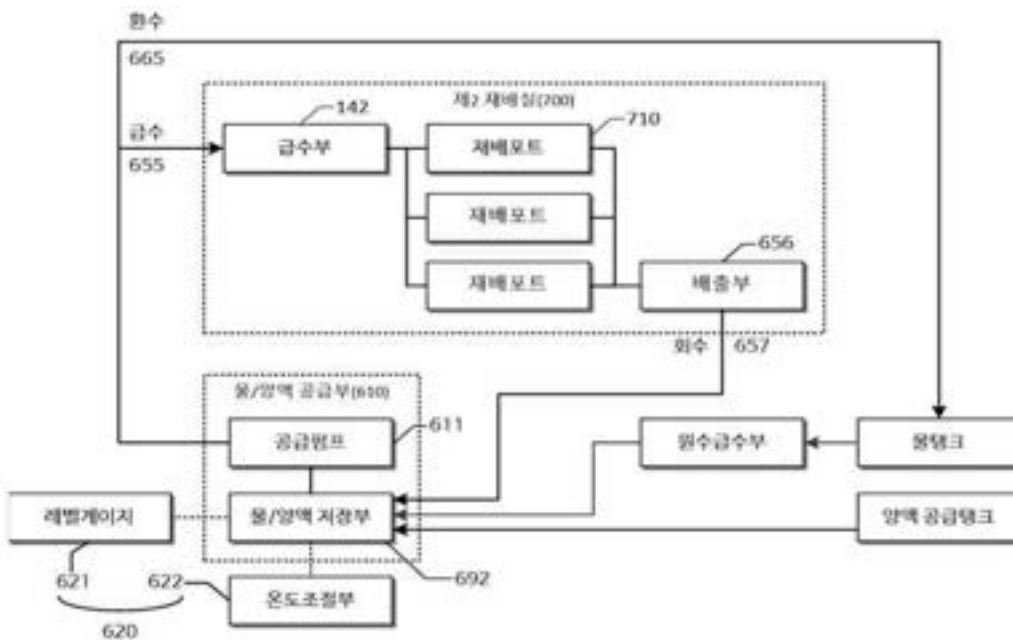 환수
665
제2 재배실(700)
142
710
급수
급수부
재배포트
655
재배포트
656
재배포트
배출부
회수
657
물/양액 공급부(610)
공급펌프
611
원수급수부
물탱크
레벨게이지
물/양액 저장부
양액 공급탱크
621
622
온도조절부
692
620